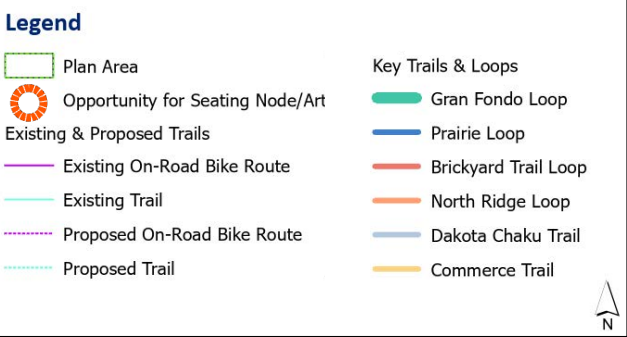 Legend
Plan Area
Opportunity for Seating Node/Art
Existing & Proposed Trails
Existing On-Road Bike Route
Existing Trail
Proposed On-Road Bike Route
Proposed Trail
Key Trails & Loops
Gran Fondo Loop
Prairie Loop
Brickyard Trail Loop
North Ridge Loop
Dakota Chaku Trail
Commerce Trail
N